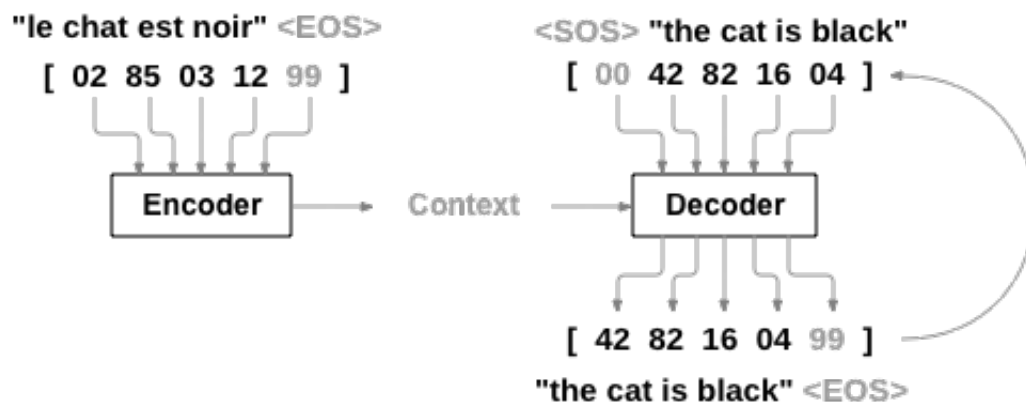 "le chat est noir" <EOS>
[ 02 85 03 12 99 ]
Encoder
Context
<SOS> "the cat is black"
[ 00 42 82 16 04 ]
Decoder
[ 42 82 16 04 99 ]
"the cat is black" <EOS>